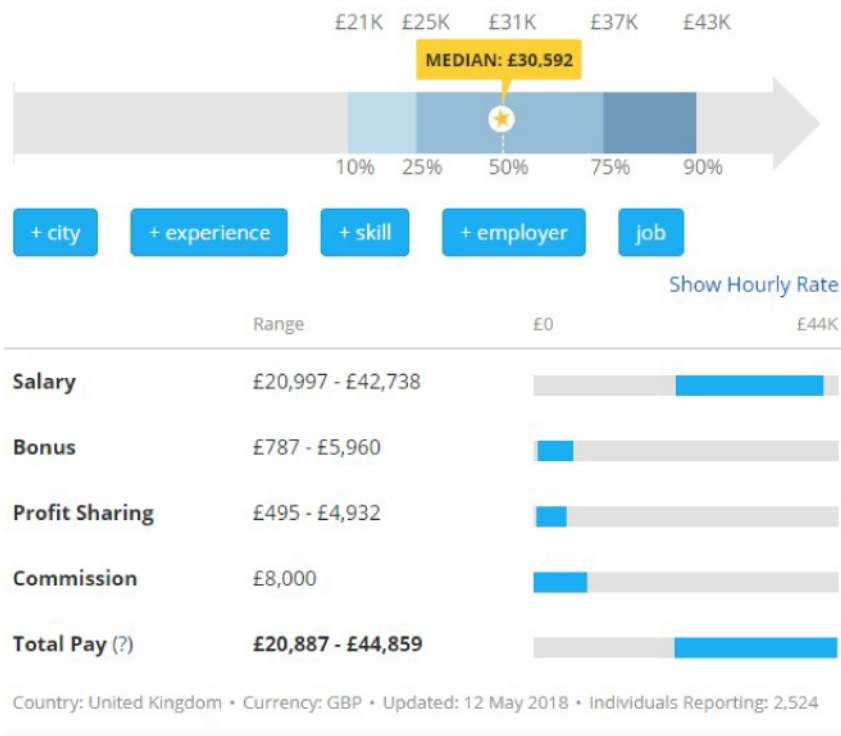 £21K £25K £31K £37K £43K
MEDIAN: £30,592
10% 25% 50% 75% 90%
+ city + experience + skill + employer job
Show Hourly Rate
Range £0 £44K
Salary £20,997 - £42,738
Bonus £787 - £5,960
Profit Sharing £495 - £4,932
Commission £8,000
Total Pay (?) £20,887 - £44,859
Country: United Kingdom • Currency: GBP • Updated: 12 May 2018 • Individuals Reporting: 2,524